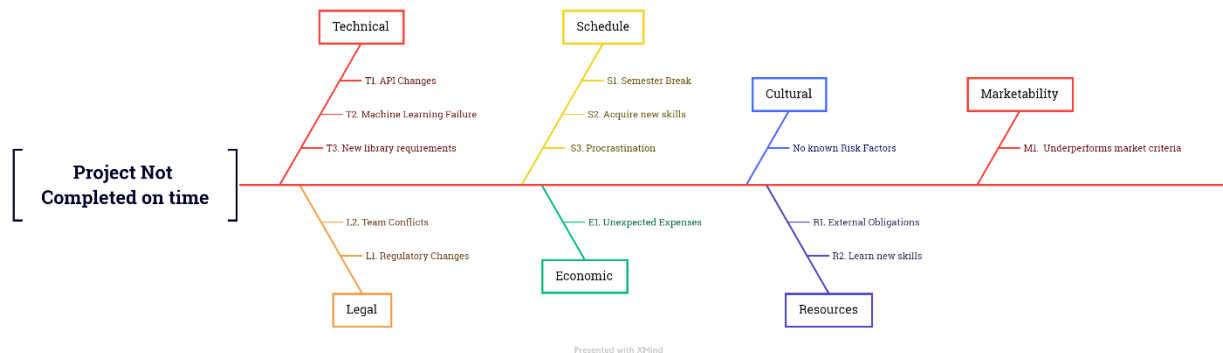 Technical
T1. API Changes
T2. Machine Learning Failure
T3. New library requirements
Schedule
S1. Semester Break
S2. Acquire new skills
S3. Procrastination
Cultural
No known Risk Factors
Marketability
M1. Underperforms market criteria
Project Not
Completed on time
L2. Team Conflicts
L1. Regulatory Changes
Legal
E1. Unexpected Expenses
Economic
R1. External Obligations
R2. Learn new skills
Resources
Presented with XMind